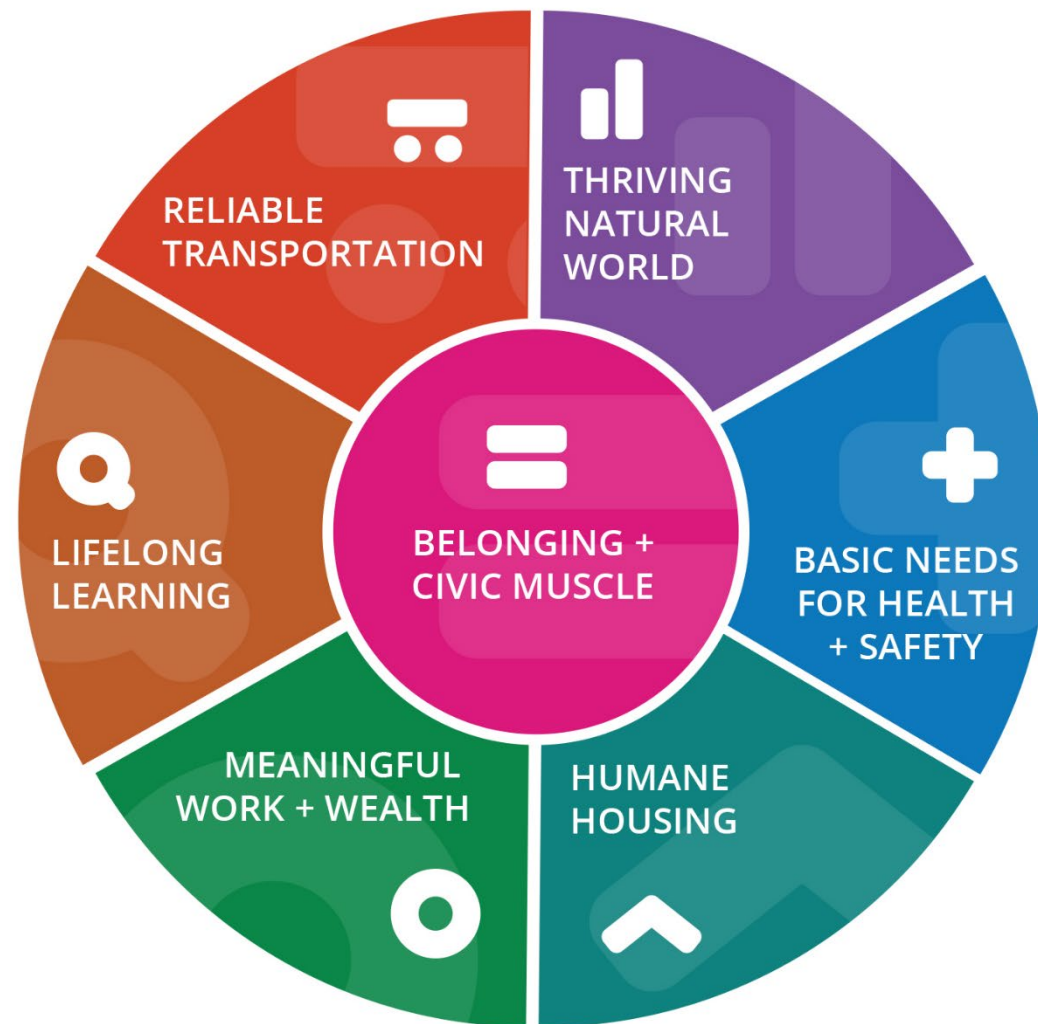 RELIABLE
TRANSPORTATION
THRIVING
NATURAL
WORLD
LIFELONG
LEARNING
BELONGING +
CIVIC MUSCLE
BASIC NEEDS
FOR HEALTH
+ SAFETY
MEANINGFUL
WORK + WEALTH
HUMANE
HOUSING